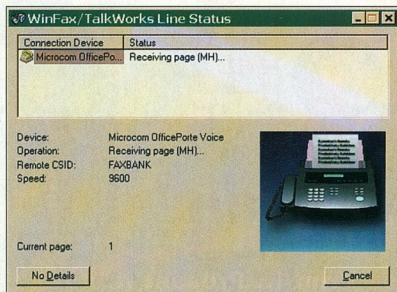 WinFax/TalkWorks Line Status
Connection Device Status
Microcom OfficePo... Receiving page (MH)...
Device: Microcom OfficePorte Voice
Operation: Receiving page (MH)...
Remote CSID: FAXBANK
Speed: 9600
Current page: 1
No Details Cancel